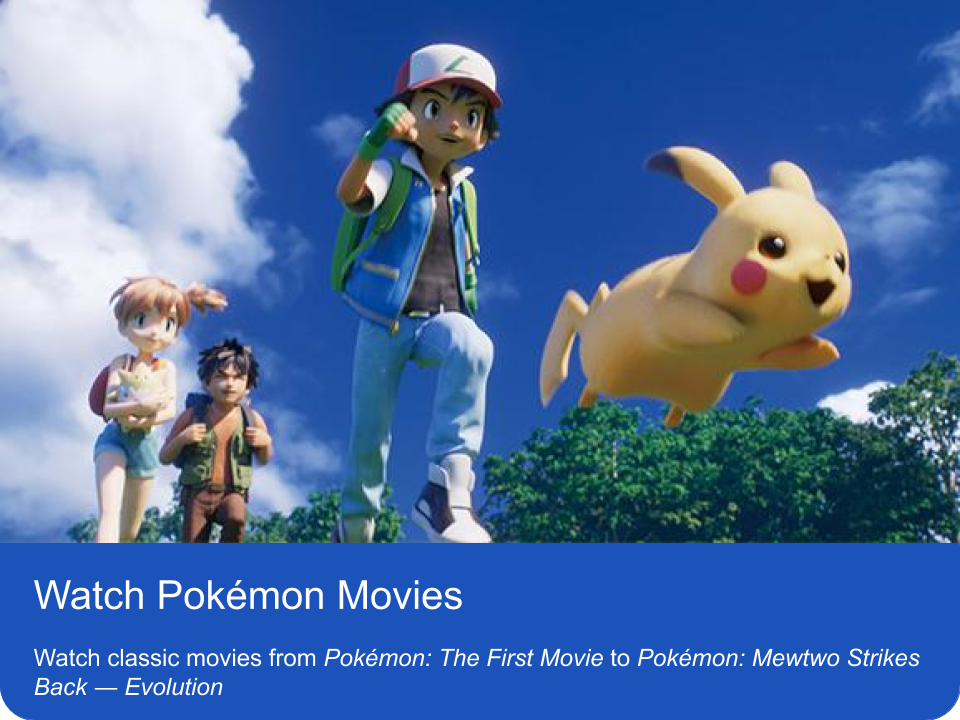 Watch Pokémon Movies
Watch classic movies from Pokémon: The First Movie to Pokémon: Mewtwo Strikes
Back — Evolution